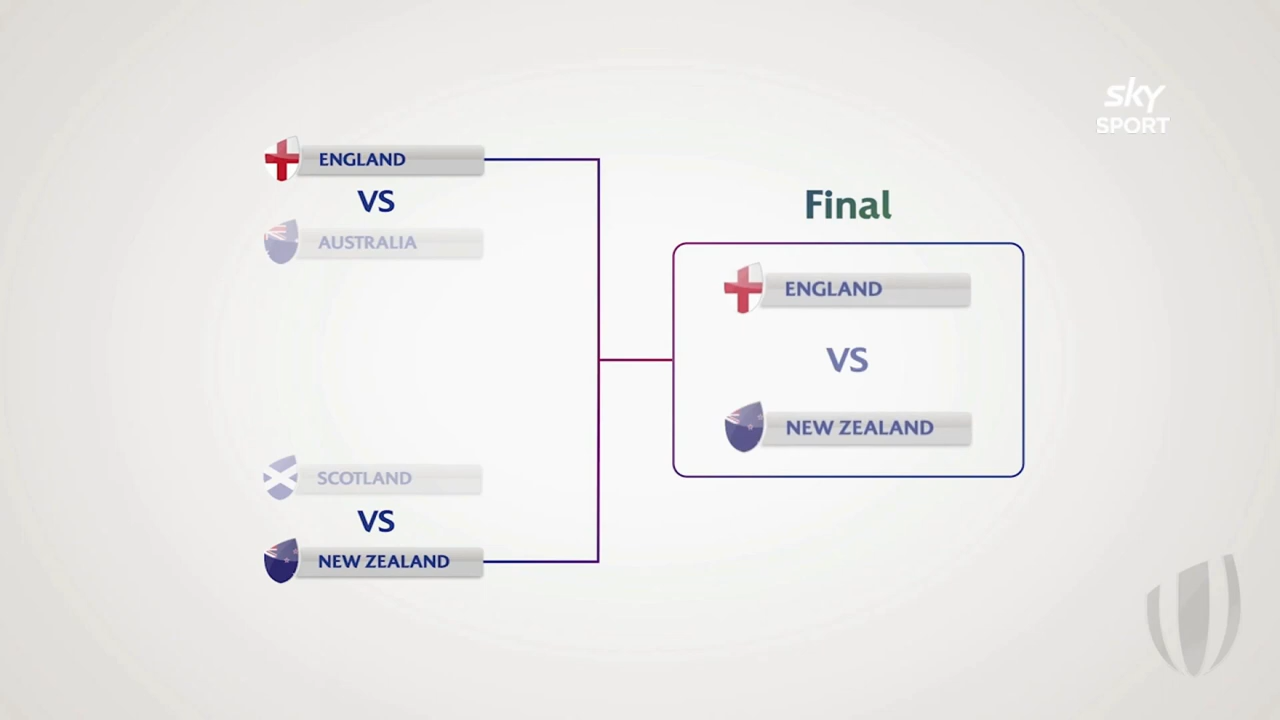 sky
SPORT
ENGLAND
VS
AUSTRALIA
SCOTLAND
VS
NEW ZEALAND
Final
ENGLAND
VS
NEW ZEALAND